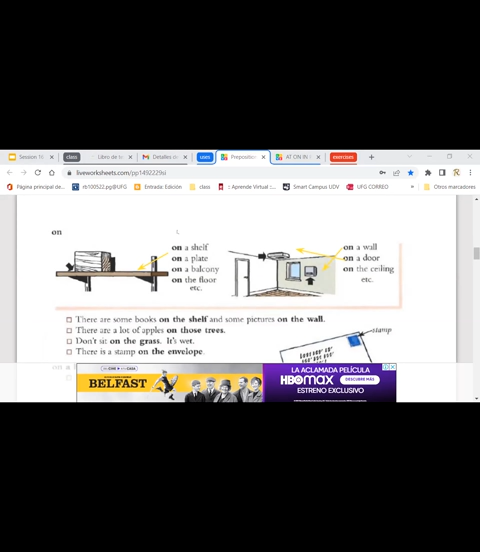 Session 10
class
Libro de te
Detalles de
uses
Preposition
AT ON IN
exercises
liveworksheets.com/pp1492229si
Página principal de...
rb100522.pg@UFG
Entrada: Edición
class
:: Aprende Virtual ::...
Smart Campus UDV
UFG CORREO
»
Otros marcadores
on
on a shelf
on a plate
on a balcony
on the floor
etc.
on a wall
on a door
on the ceiling
etc.
There are some books on the shelf and some pictures on the wall.
There are a lot of apples on those trees.
Don't sit on the grass. It's wet.
There is a stamp on the envelope.
stamp
BELFAST
LA ACLAMADA PELÍCULA
HBOMAX
DESCUBRE MÁS
ESTRENO EXCLUSIVO